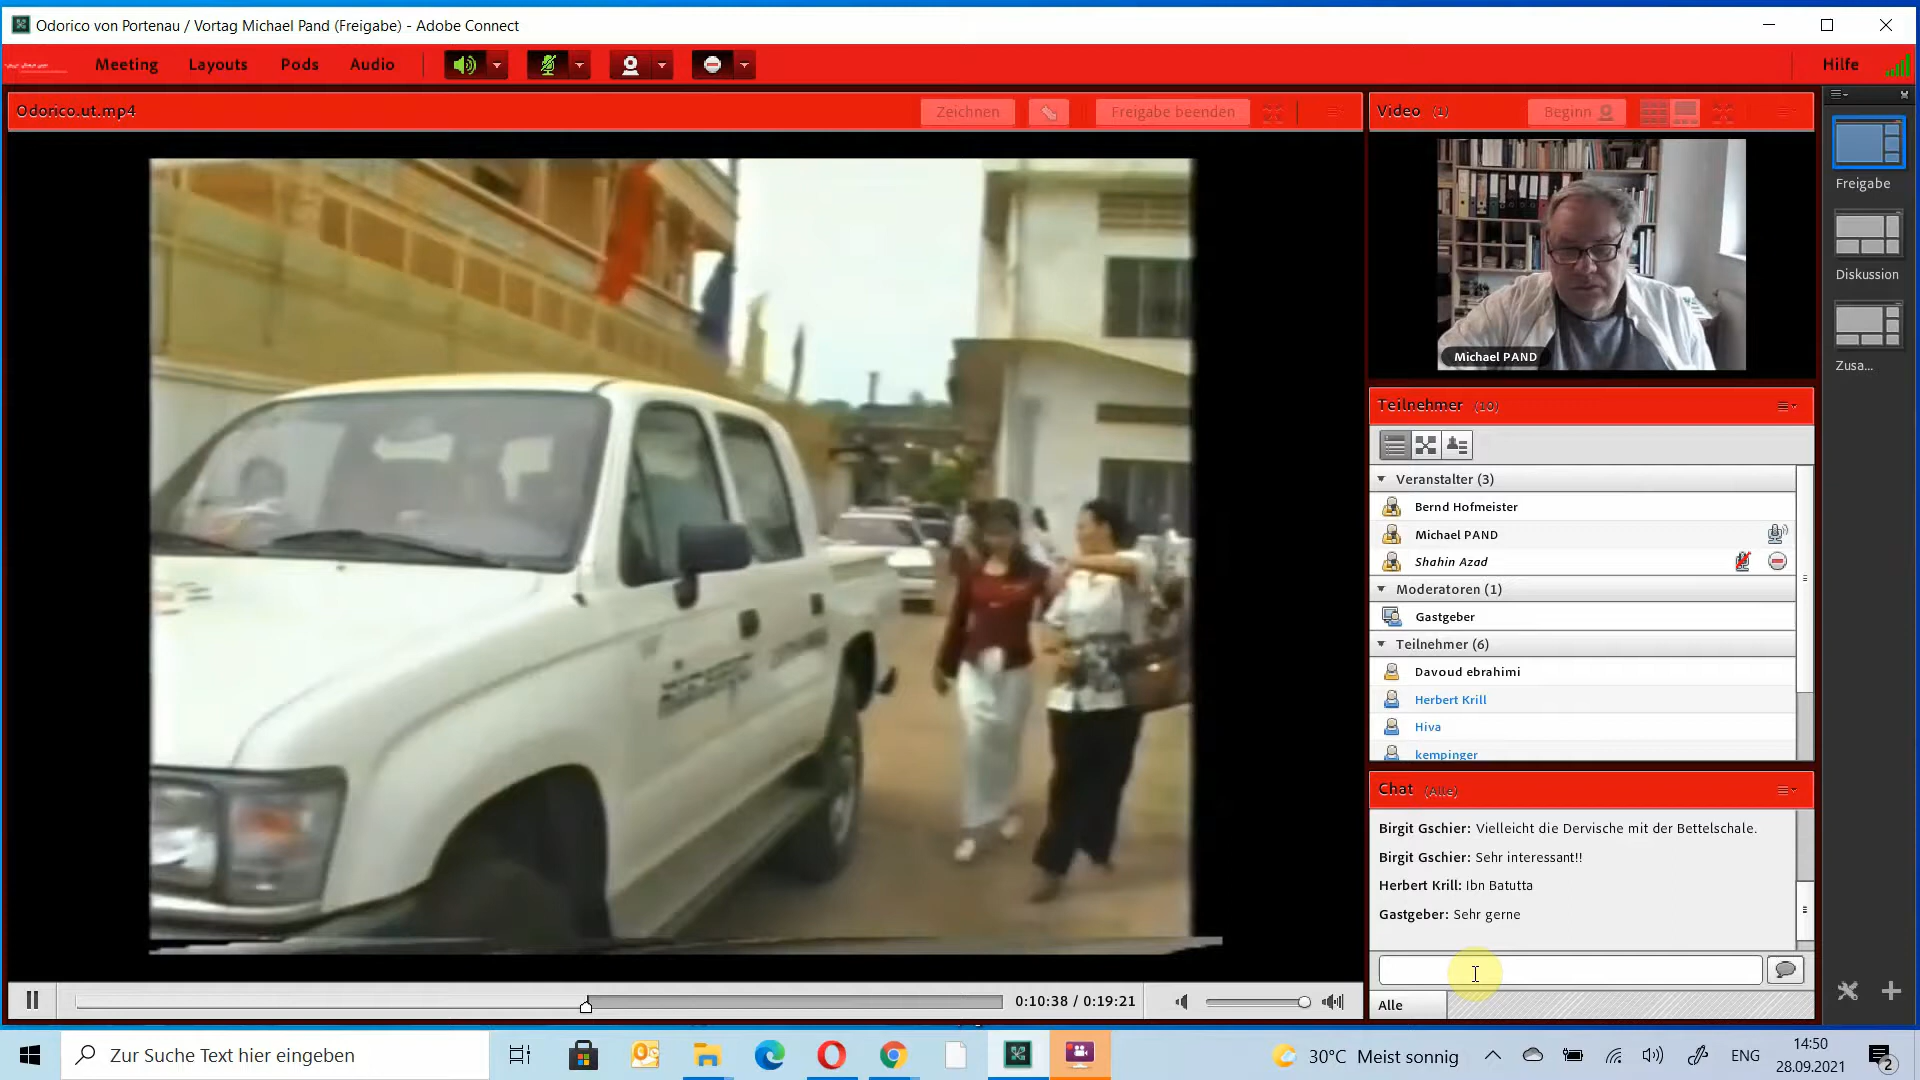 Odorico von Portenau / Vortag Michael Pand (Freigabe) - Adobe Connect
Meeting Layouts Pods Audio Hilfe
Odorico.ut.mp4 Zeichnen Freigabe beenden
Video (1) Beginn
Michael PAND
Freigabe
Diskussion
Zusa...
Teilnehmer (10)
Veranstalter (3)
Bernd Hofmeister
Michael PAND
Shahin Azad
Moderatoren (1)
Gastgeber
Teilnehmer (6)
Davoud ebrahimi
Herbert Krill
Hiva
kempinger
Chat (Alle)
Birgit Gschier: Vielleicht die Dervische mit der Bettelschale.
Birgit Gschier: Sehr interessant!!
Herbert Krill: Ibn Batutta
Gastgeber: Sehr gerne
Alle
0:10:38 / 0:19:21
Zur Suche Text hier eingeben
30°C Meist sonnig
ENG
14:50
28.09.2021
2